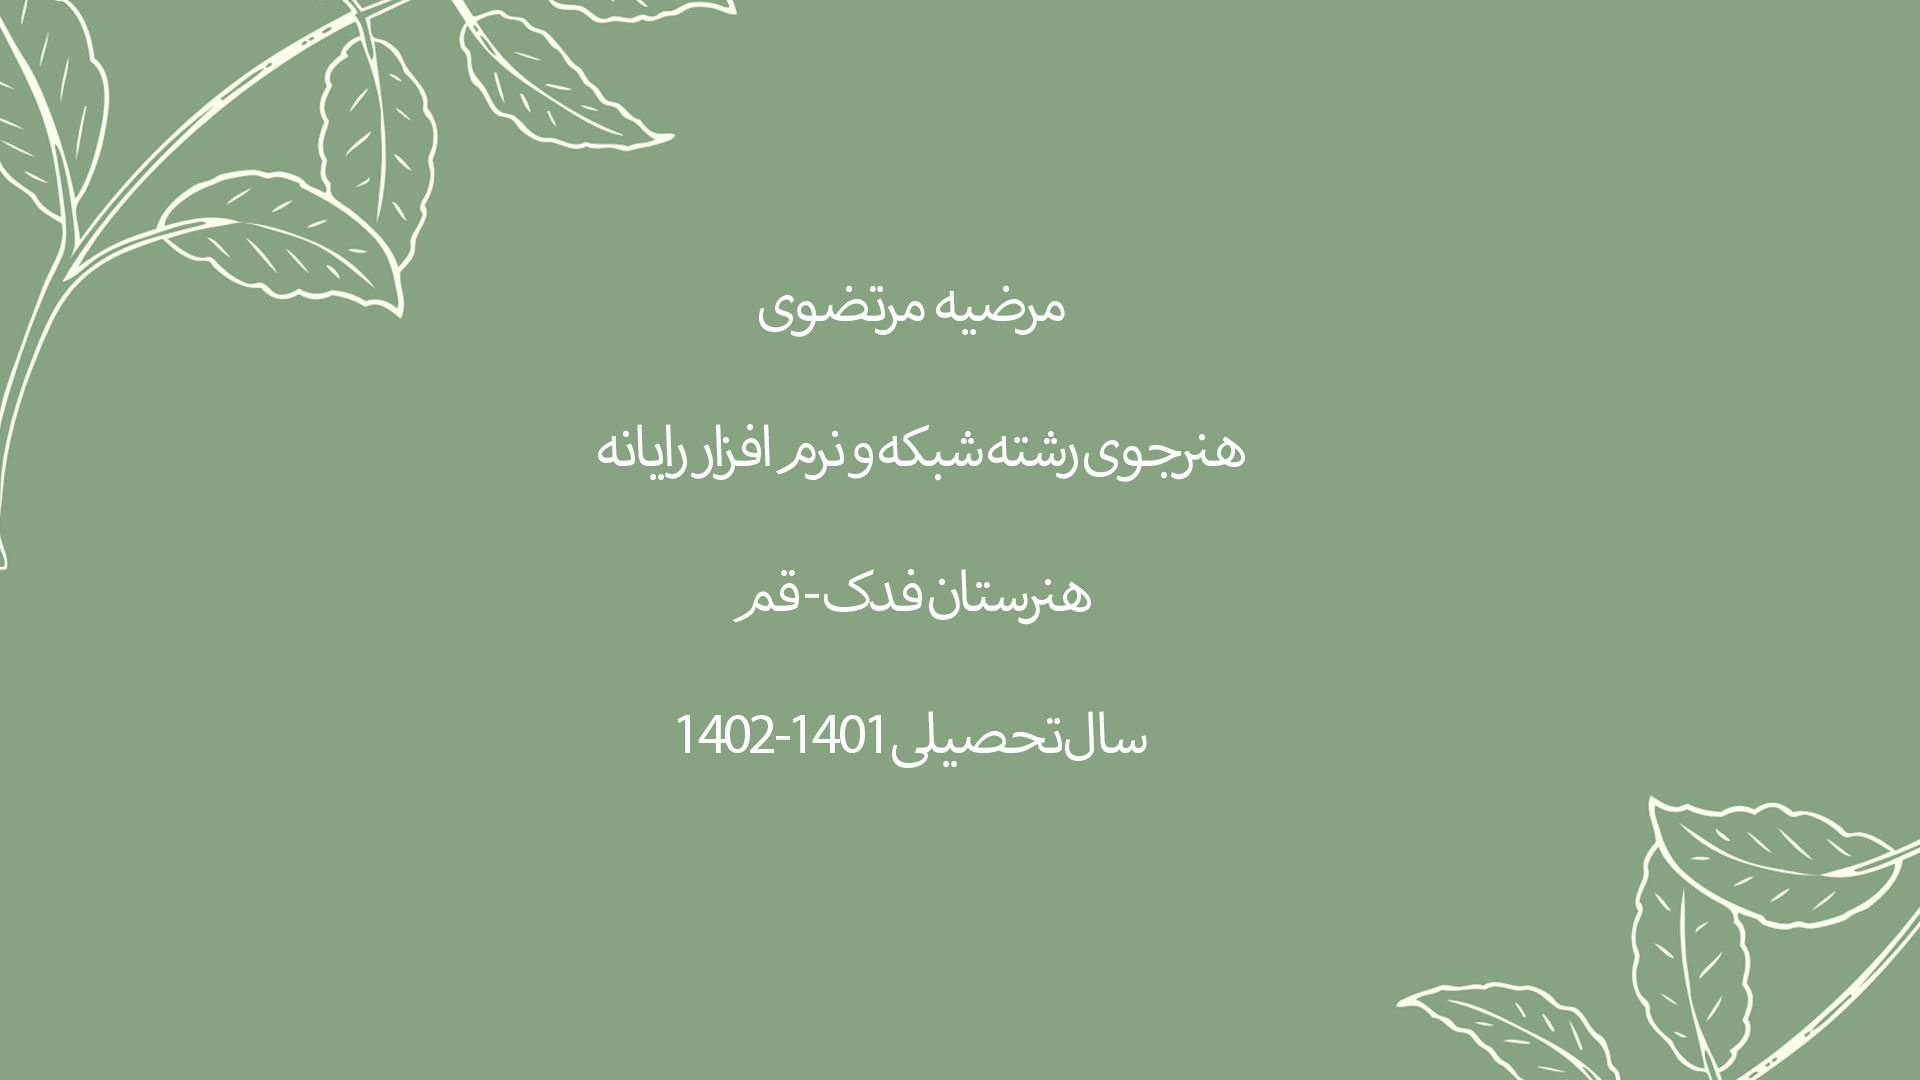 مرضیه مرتضوی
هنرجوی رشته شبکه و نرم افزار رایانه
هنرستان فدک - قم
سال تحصیلی 1401-1402